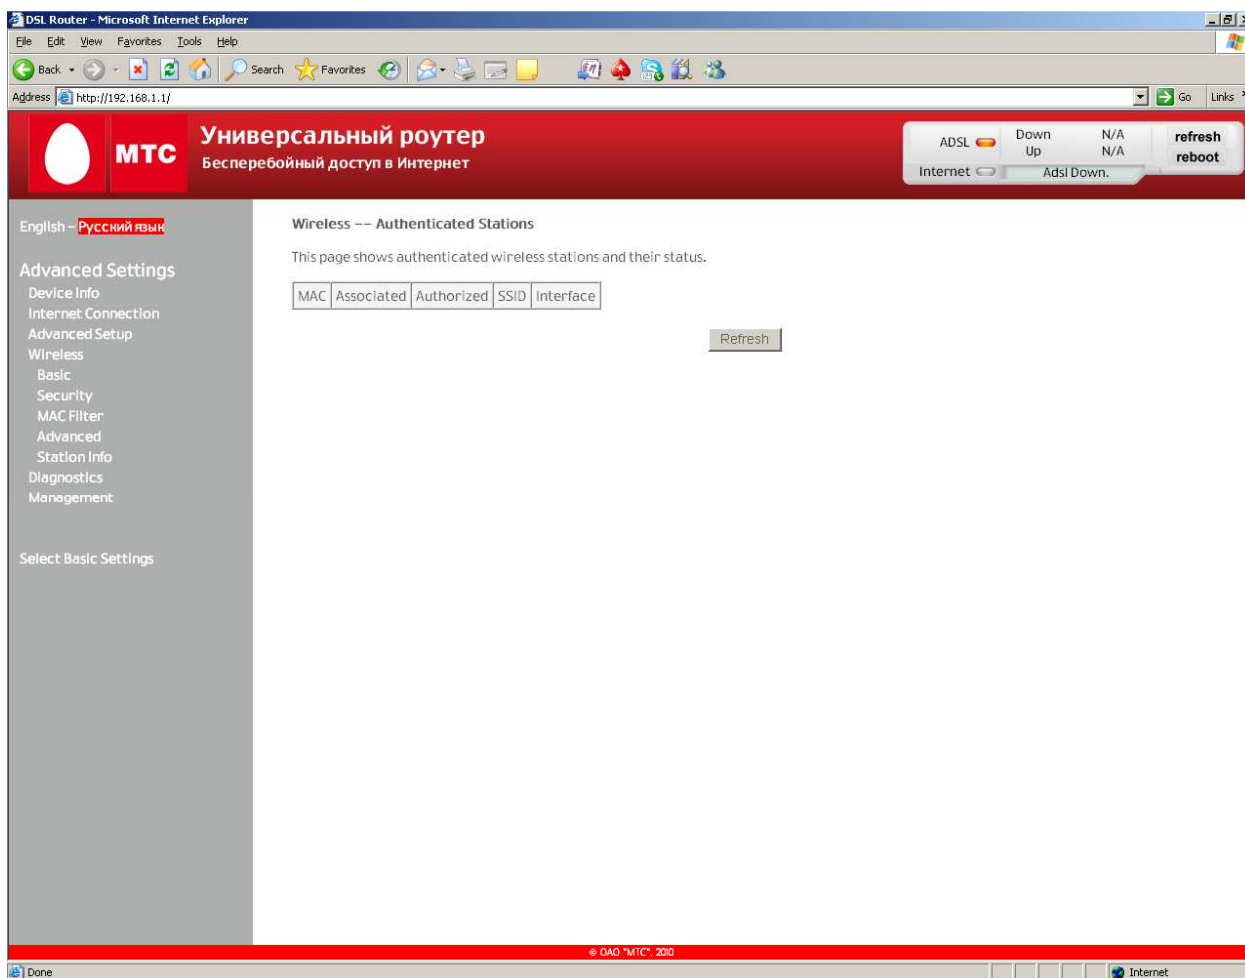 DSL Router - Microsoft Internet Explorer
File Edit View Favorites Tools Help
Back Search Favorites
Address http://192.168.1.1/ Go Links
МТС
Универсальный роутер
Бесперебойный доступ в Интернет
ADSL Down N/A refresh
Up N/A reboot
Internet Adsl Down.
English – Русский язык
Advanced Settings
Device Info
Internet Connection
Advanced Setup
Wireless
Basic
Security
MAC Filter
Advanced
Station Info
Diagnostics
Management
Select Basic Settings
Wireless -- Authenticated Stations
This page shows authenticated wireless stations and their status.
MAC Associated Authorized SSID Interface
Refresh
© ОАО "МТС", 2010
Done Internet